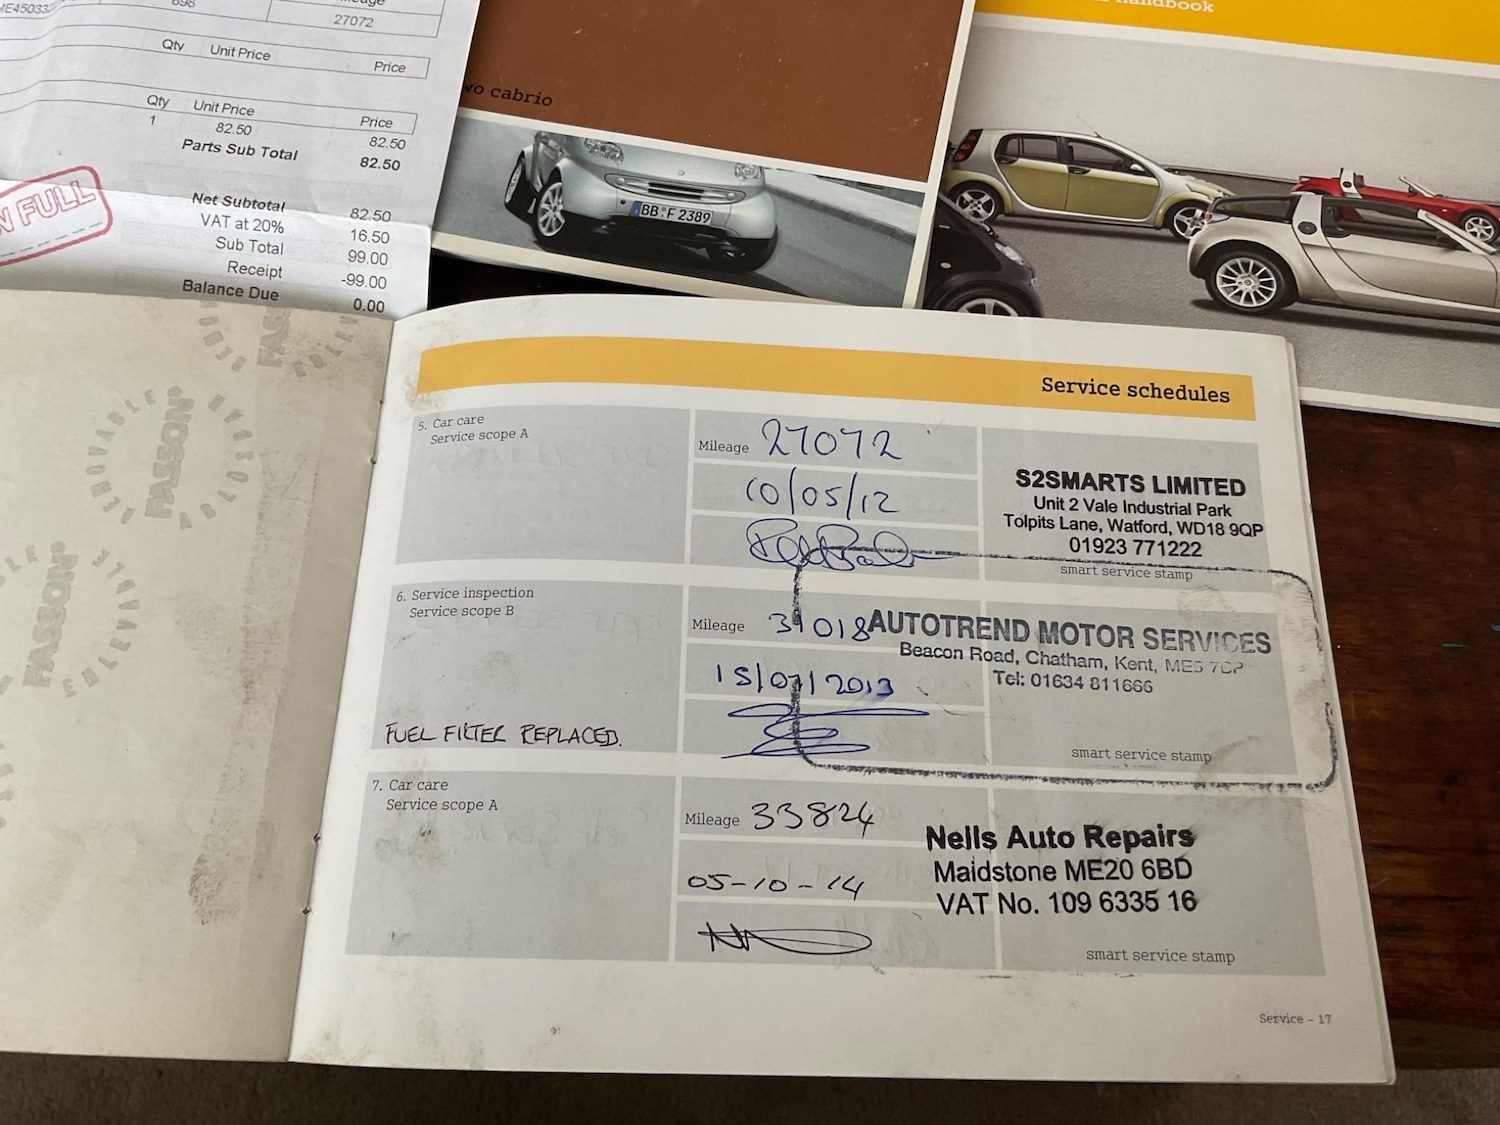 27072
Qty Unit Price Price
Qty Unit Price Price
1 82.50 82.50
Parts Sub Total 82.50
Net Subtotal 82.50
VAT at 20% 16.50
Sub Total 99.00
Receipt -99.00
Balance Due 0.00
N FULL
wo cabrio
BB F 2389
handbook
FASSON
FASSON
Service schedules
5. Car care
Service scope A
Mileage 27072
10/05/12
S2SMARTS LIMITED
Unit 2 Vale Industrial Park
Tolpits Lane, Watford, WD18 9QP
01923 771222
smart service stamp
6. Service inspection
Service scope B
FUEL FILTER REPLACED.
Mileage 31018
15/07/2013
AUTOTREND MOTOR SERVICES
Beacon Road, Chatham, Kent, ME5
Tel: 01634 811666
smart service stamp
7. Car care
Service scope A
Mileage 33824
05-10-14
Nells Auto Repairs
Maidstone ME20 6BD
VAT No. 109 6335 16
smart service stamp
Service - 17